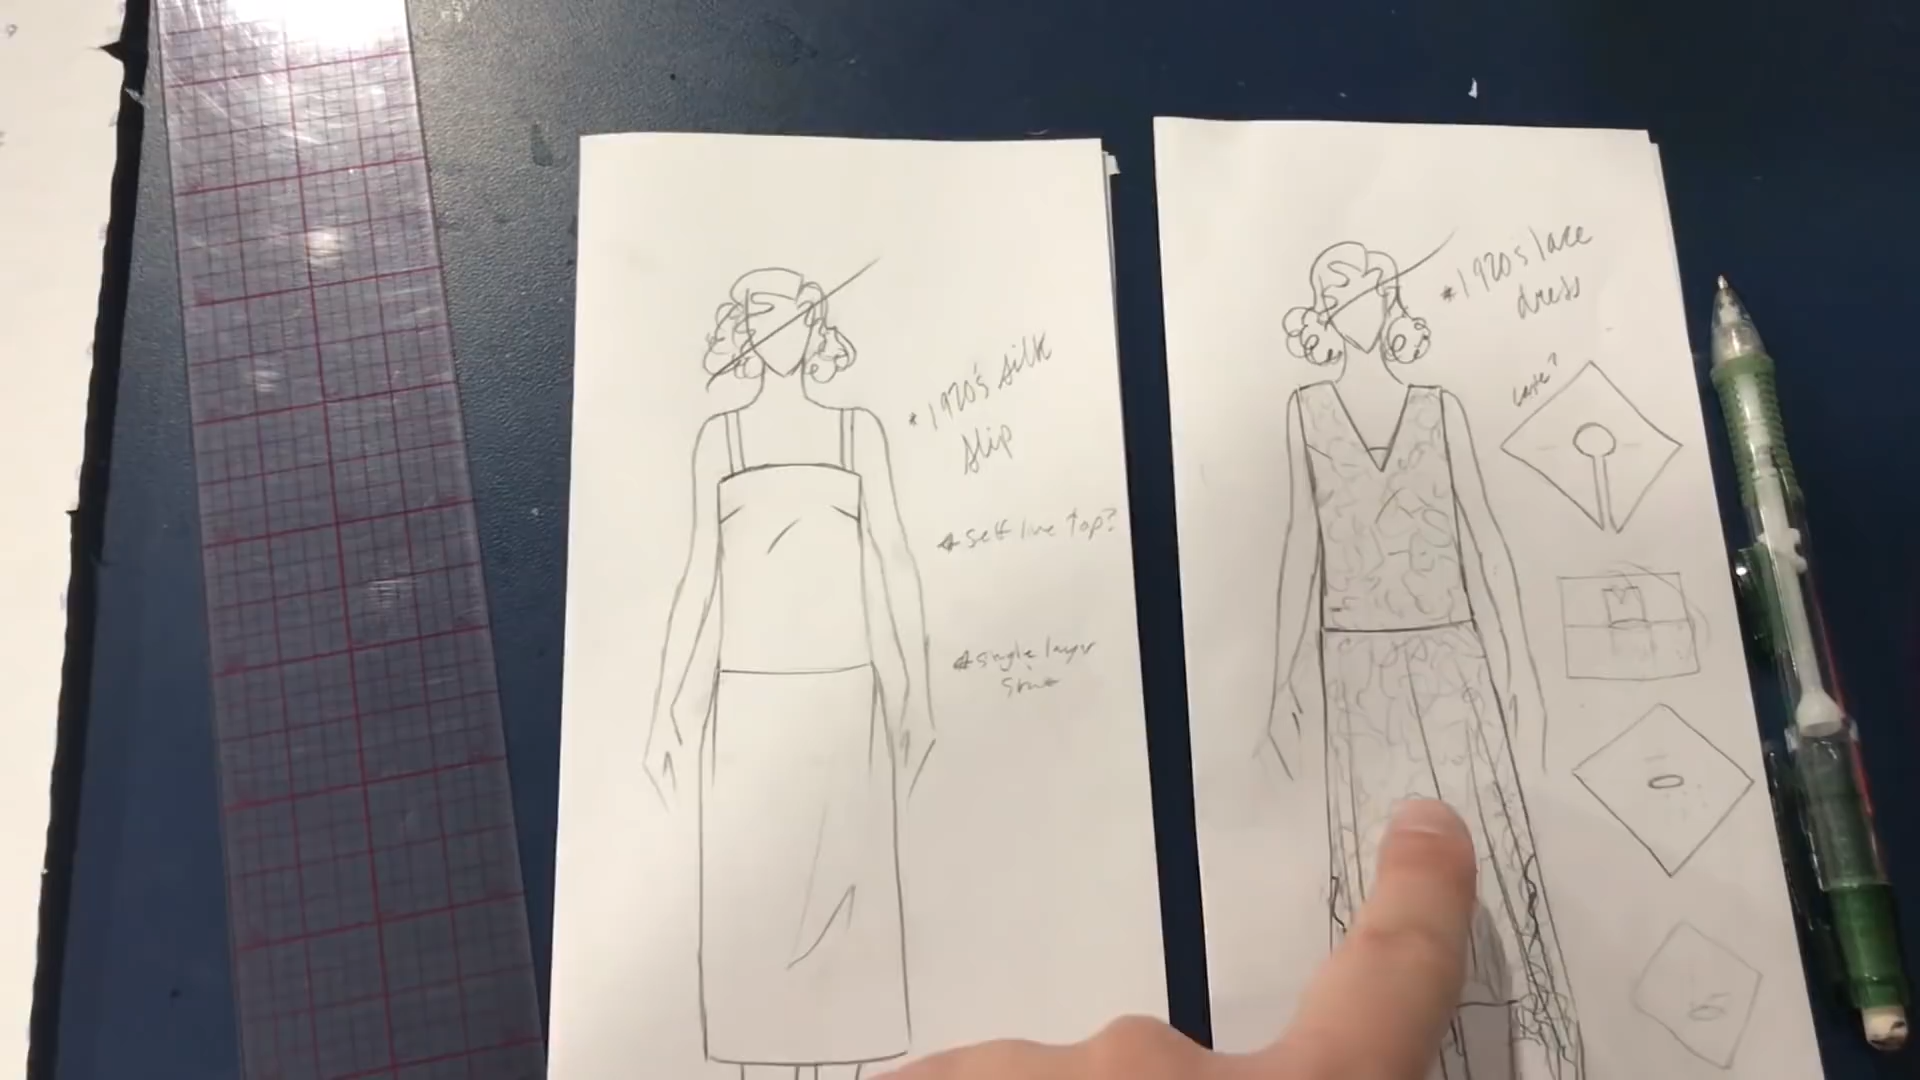 *1920's silk
slip
*self line top?
*single layer
*1920's lace
dress